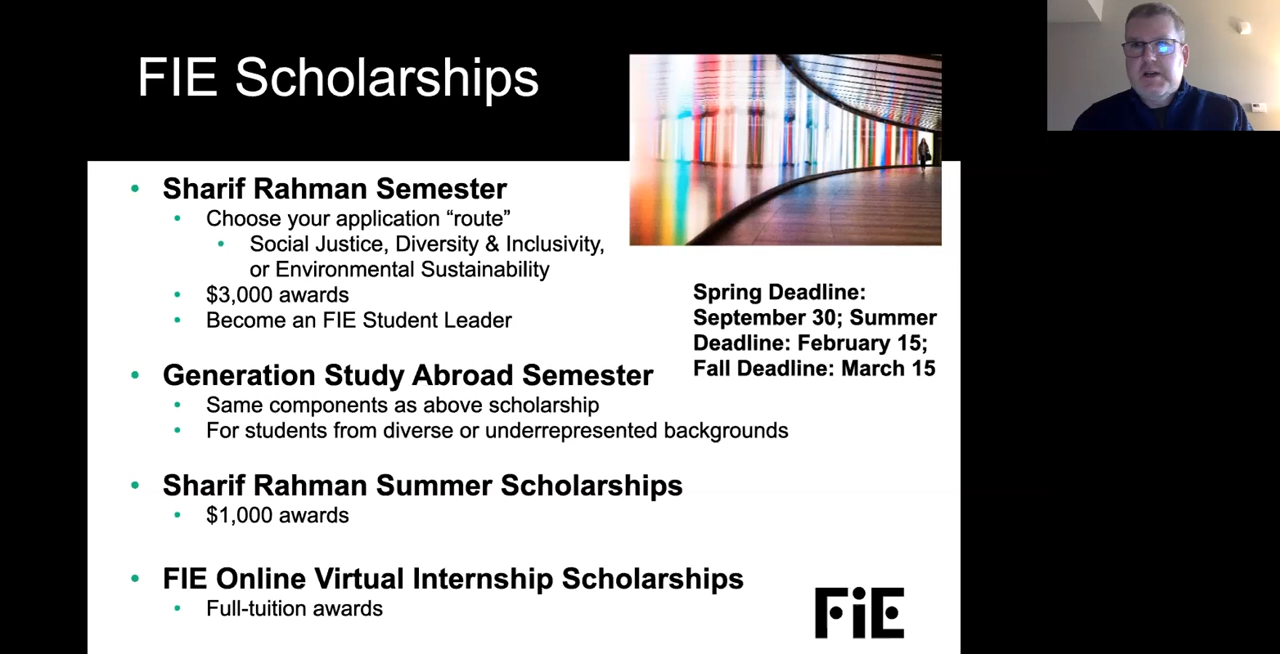 FIE Scholarships
Sharif Rahman Semester
Choose your application “route”
Social Justice, Diversity & Inclusivity,
or Environmental Sustainability
$3,000 awards
Become an FIE Student Leader
Spring Deadline:
September 30; Summer
Deadline: February 15;
Fall Deadline: March 15
Generation Study Abroad Semester
Same components as above scholarship
For students from diverse or underrepresented backgrounds
Sharif Rahman Summer Scholarships
$1,000 awards
FIE Online Virtual Internship Scholarships
Full-tuition awards
FiE